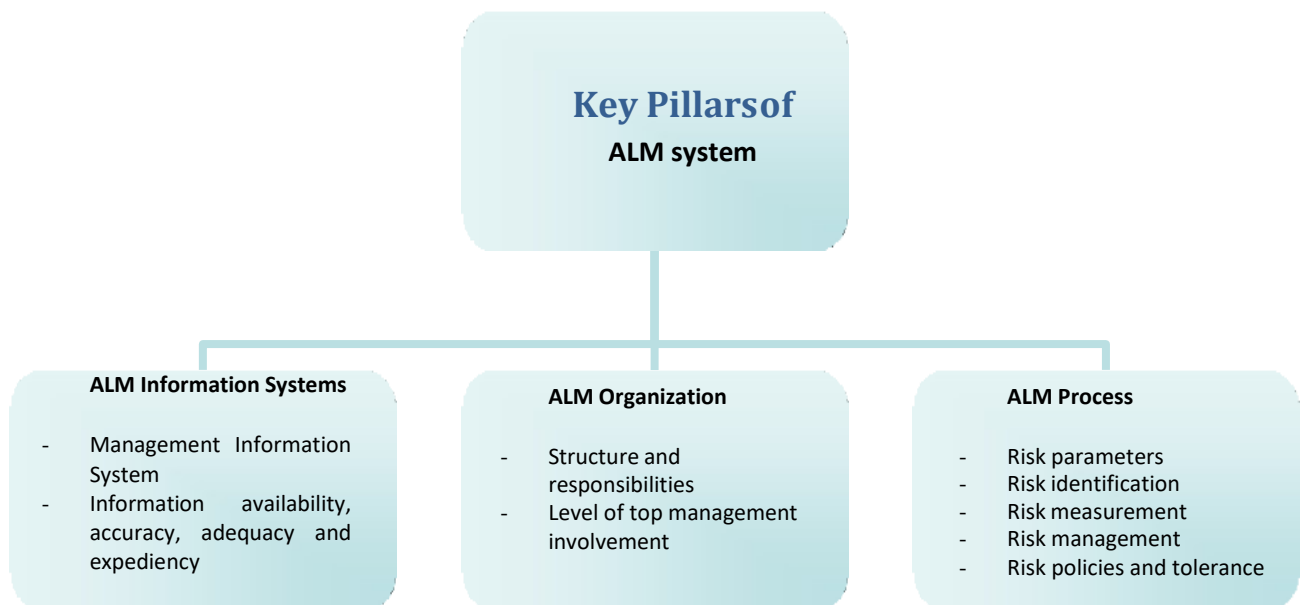 Key Pillarsof
ALM system
ALM Information Systems
- Management Information
System
- Information availability,
accuracy, adequacy and
expediency
ALM Organization
- Structure and
responsibilities
- Level of top management
involvement
ALM Process
- Risk parameters
- Risk identification
- Risk measurement
- Risk management
- Risk policies and tolerance